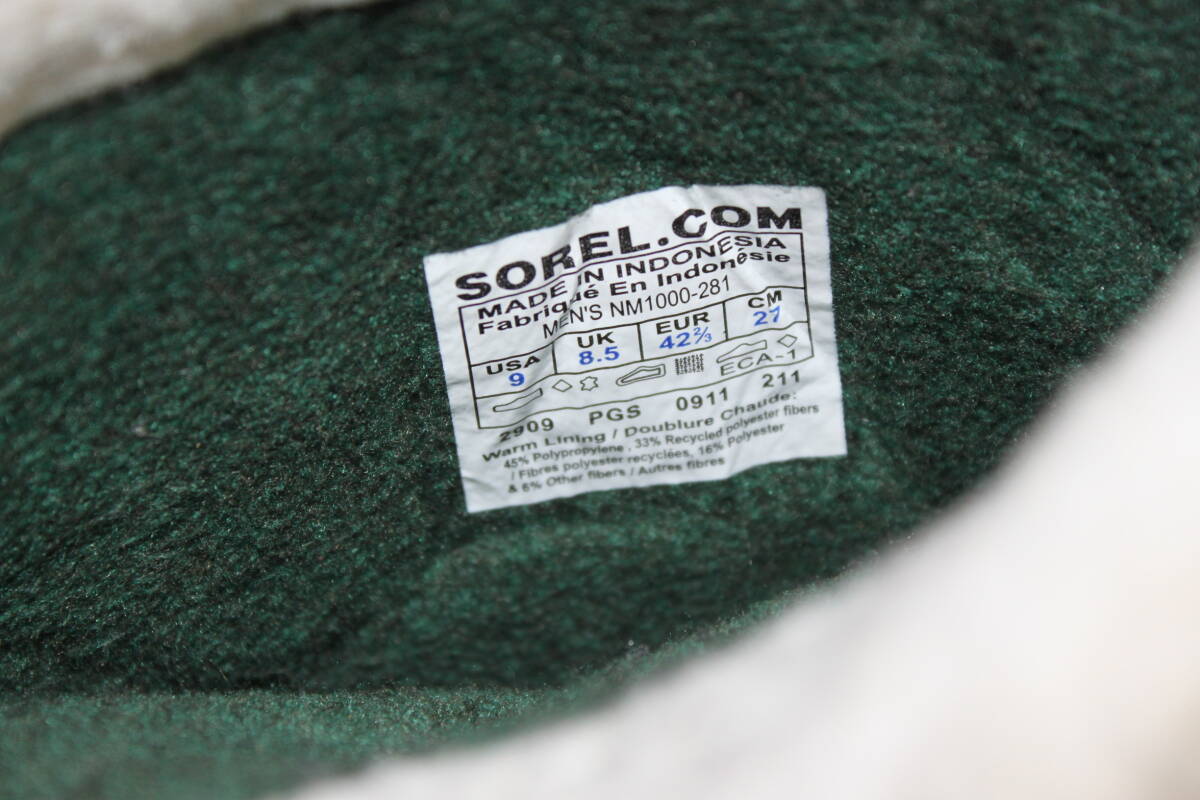 SOREL.COM
MADE IN INDONESIA
Fabriqué En Indonésie
MEN'S NM1000-281
USA UK EUR CM
9 8.5 42⅔ 27
ECA-1
2909 PGS 0911 211
Warm Lining / Doublure Chaude:
45% Polypropylene , 33% Recycled polyester fibers
/ Fibres polyester recyclées, 16% Polyester
& 6% Other fibers / Autres fibres